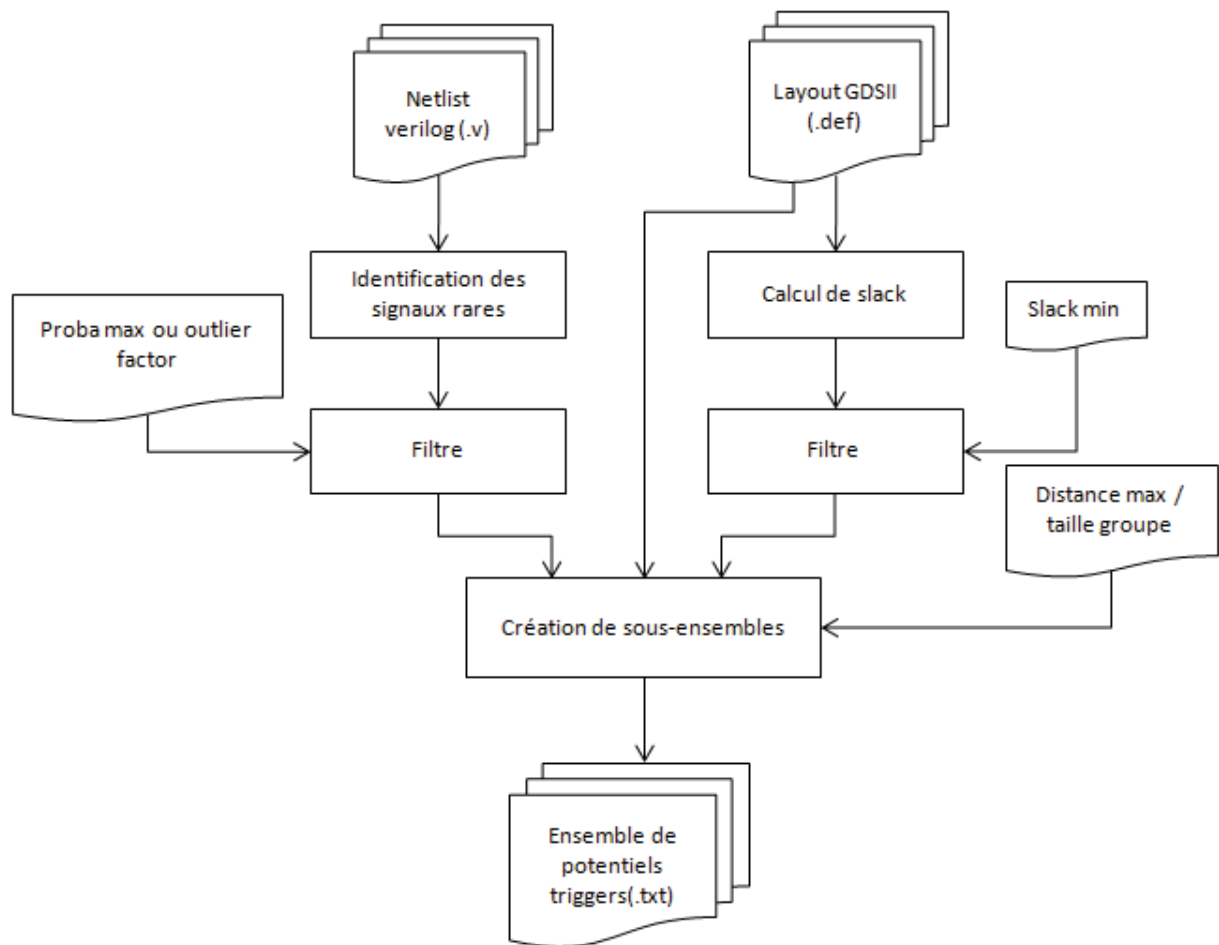 Netlist
verilog (.v)
Layout GDSII
(.def)
Identification des
signaux rares
Calcul de slack
Slack min
Proba max ou outlier
factor
Filtre
Filtre
Distance max /
taille groupe
Création de sous-ensembles
Ensemble de
potentiels
triggers(.txt)